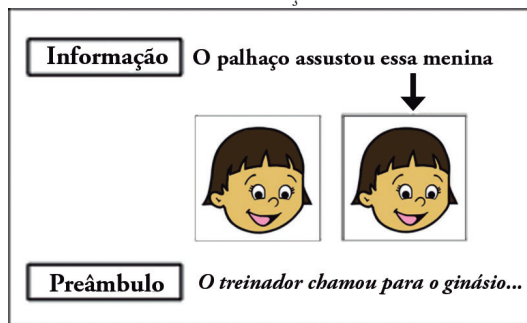 Informação O palhaço assustou essa menina
Preâmbulo O treinador chamou para o ginásio...